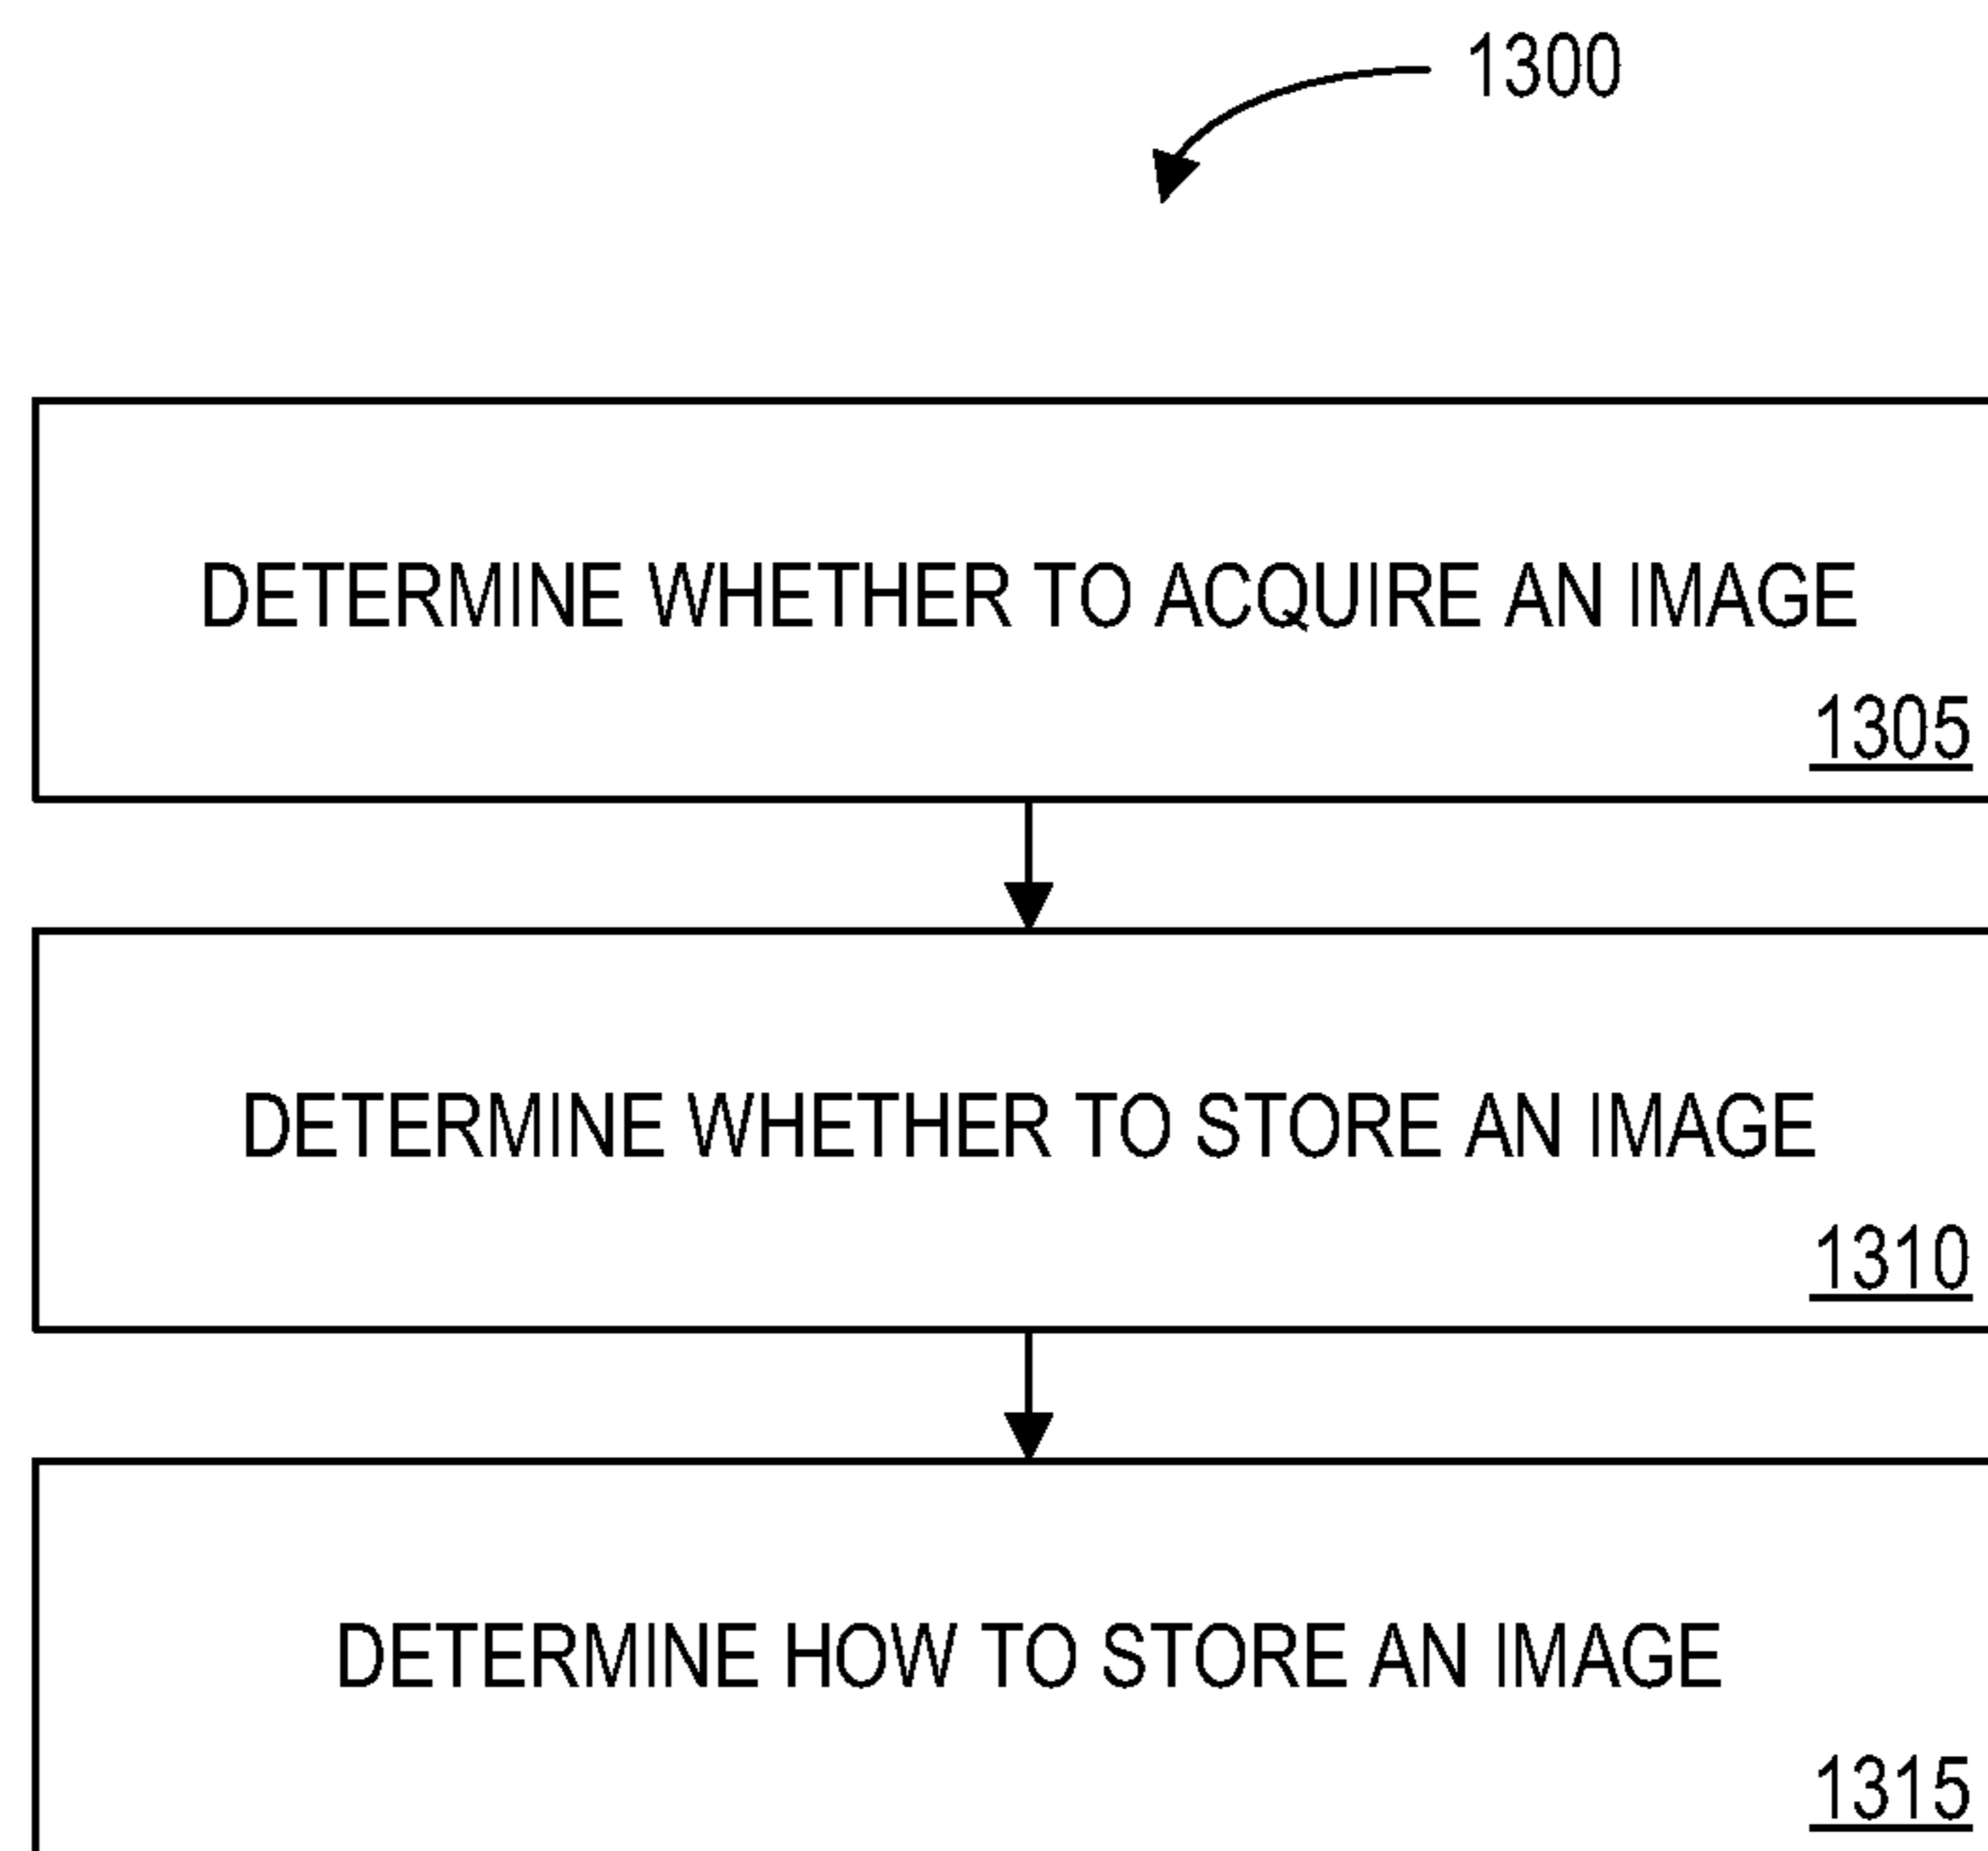 1300
DETERMINE WHETHER TO ACQUIRE AN IMAGE
1305
DETERMINE WHETHER TO STORE AN IMAGE
1310
DETERMINE HOW TO STORE AN IMAGE
1315